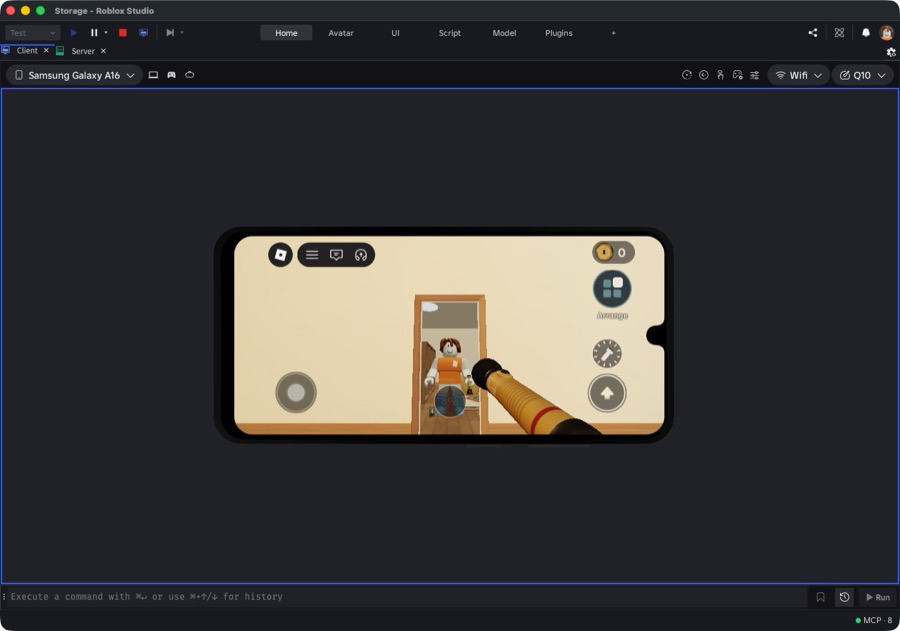 Storage - Roblox Studio
Test
Home
Avatar
UI
Script
Model
Plugins
+
Client
Server
Samsung Galaxy A16
Wifi
Q10
0
Arrange
Execute a command with ⌘↵ or use ⌘+↑/↓ for history
Run
MCP · 8